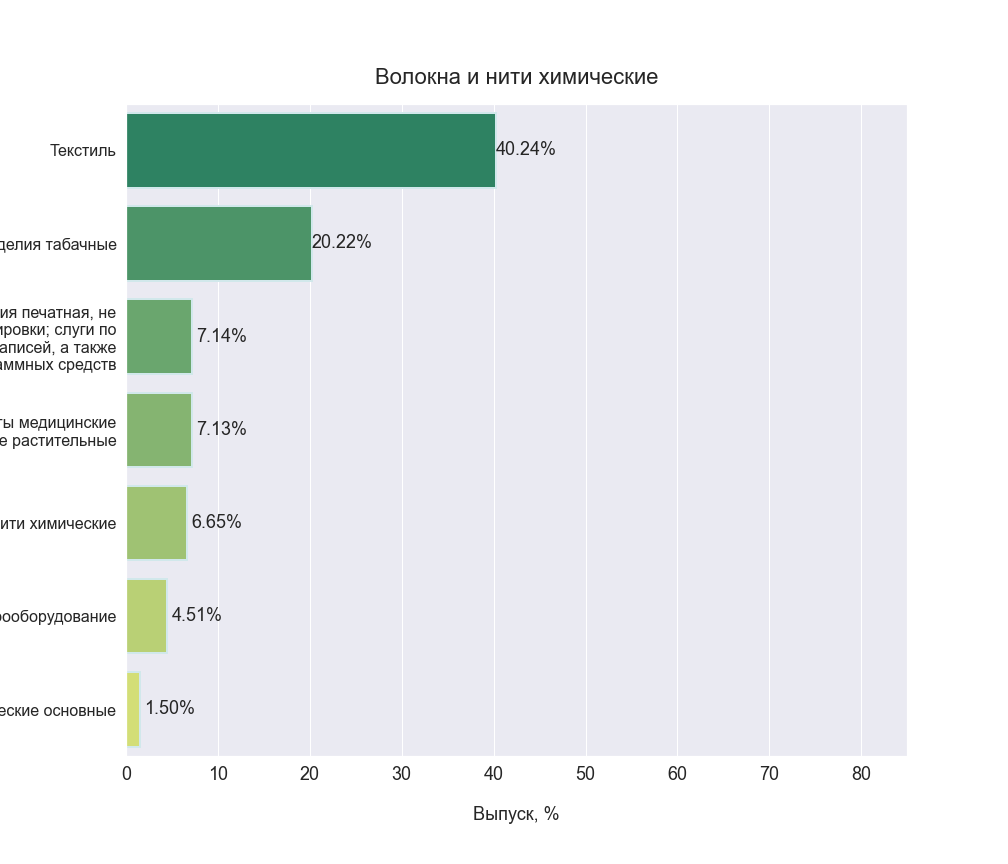 Волокна и нити химические
Текстиль
40.24%
делия табачные
20.22%
ия печатная, не
ировки; слуги по
аписей, а также
аммных средств
7.14%
ты медицинские
е растительные
7.13%
ити химические
6.65%
рооборудование
4.51%
еские основные
1.50%
0 10 20 30 40 50 60 70 80
Выпуск, %